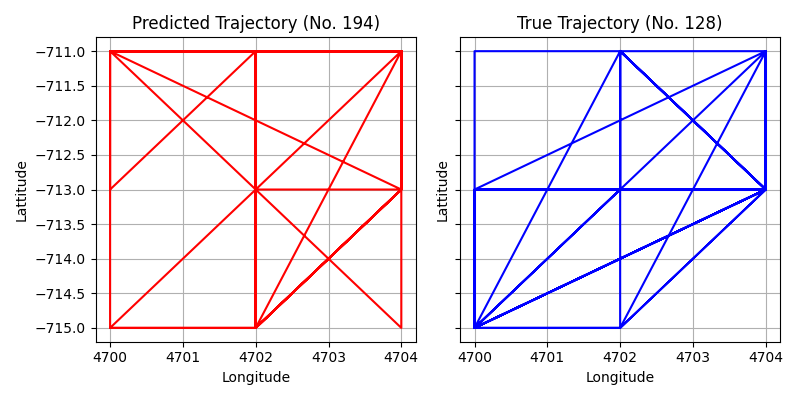 Predicted Trajectory (No. 194)
True Trajectory (No. 128)
−711.0
−711.5
−712.0
−712.5
−713.0
−713.5
−714.0
−714.5
−715.0
Lattitude
Lattitude
4700 4701 4702 4703 4704
4700 4701 4702 4703 4704
Longitude
Longitude